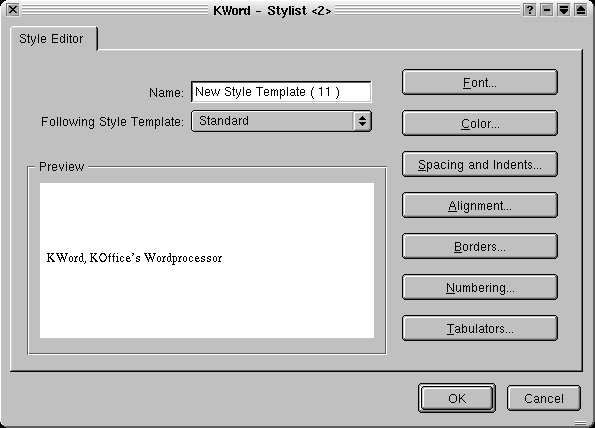 KWord - Stylist <2>
Style Editor
Name: New Style Template ( 11 )
Following Style Template: Standard
Preview
KWord, KOffice's Wordprocessor
Font...
Color...
Spacing and Indents...
Alignment...
Borders...
Numbering...
Tabulators...
OK
Cancel